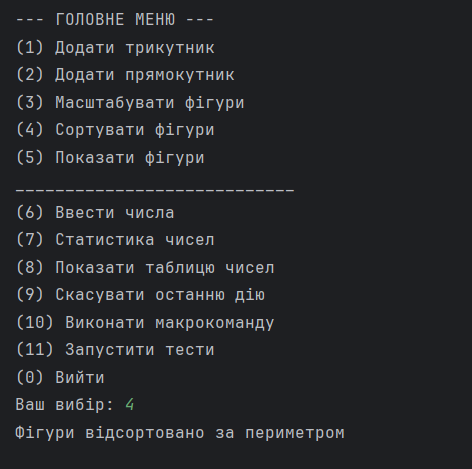 --- ГОЛОВНЕ МЕНЮ ---
(1) Додати трикутник
(2) Додати прямокутник
(3) Масштабувати фігури
(4) Сортувати фігури
(5) Показати фігури
____________________________
(6) Ввести числа
(7) Статистика чисел
(8) Показати таблицю чисел
(9) Скасувати останню дію
(10) Виконати макрокоманду
(11) Запустити тести
(0) Вийти
Ваш вибір: 4
Фігури відсортовано за периметром